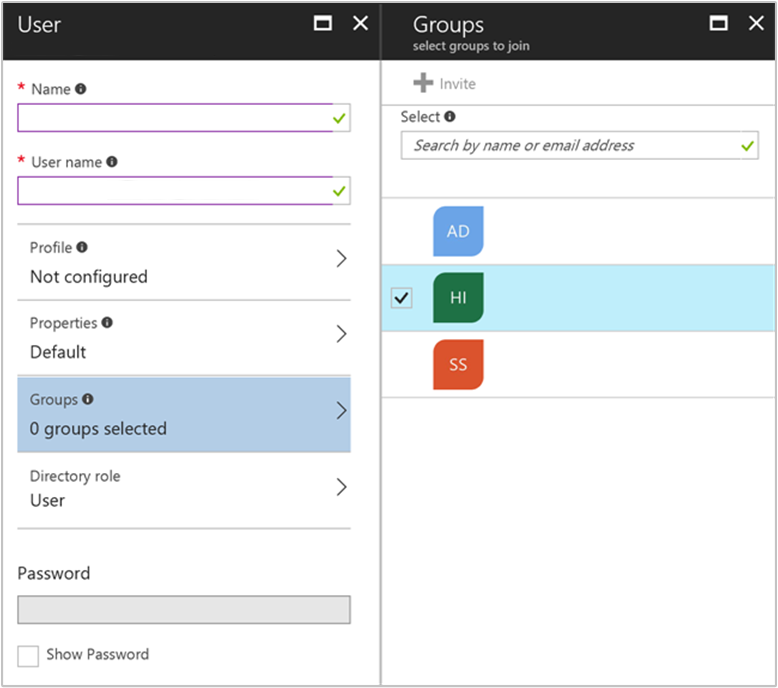 User
* Name
* User name
Profile
Not configured
Properties
Default
Groups
0 groups selected
Directory role
User
Password
Show Password
Groups
select groups to join
Invite
Select
Search by name or email address
AD
HI
SS